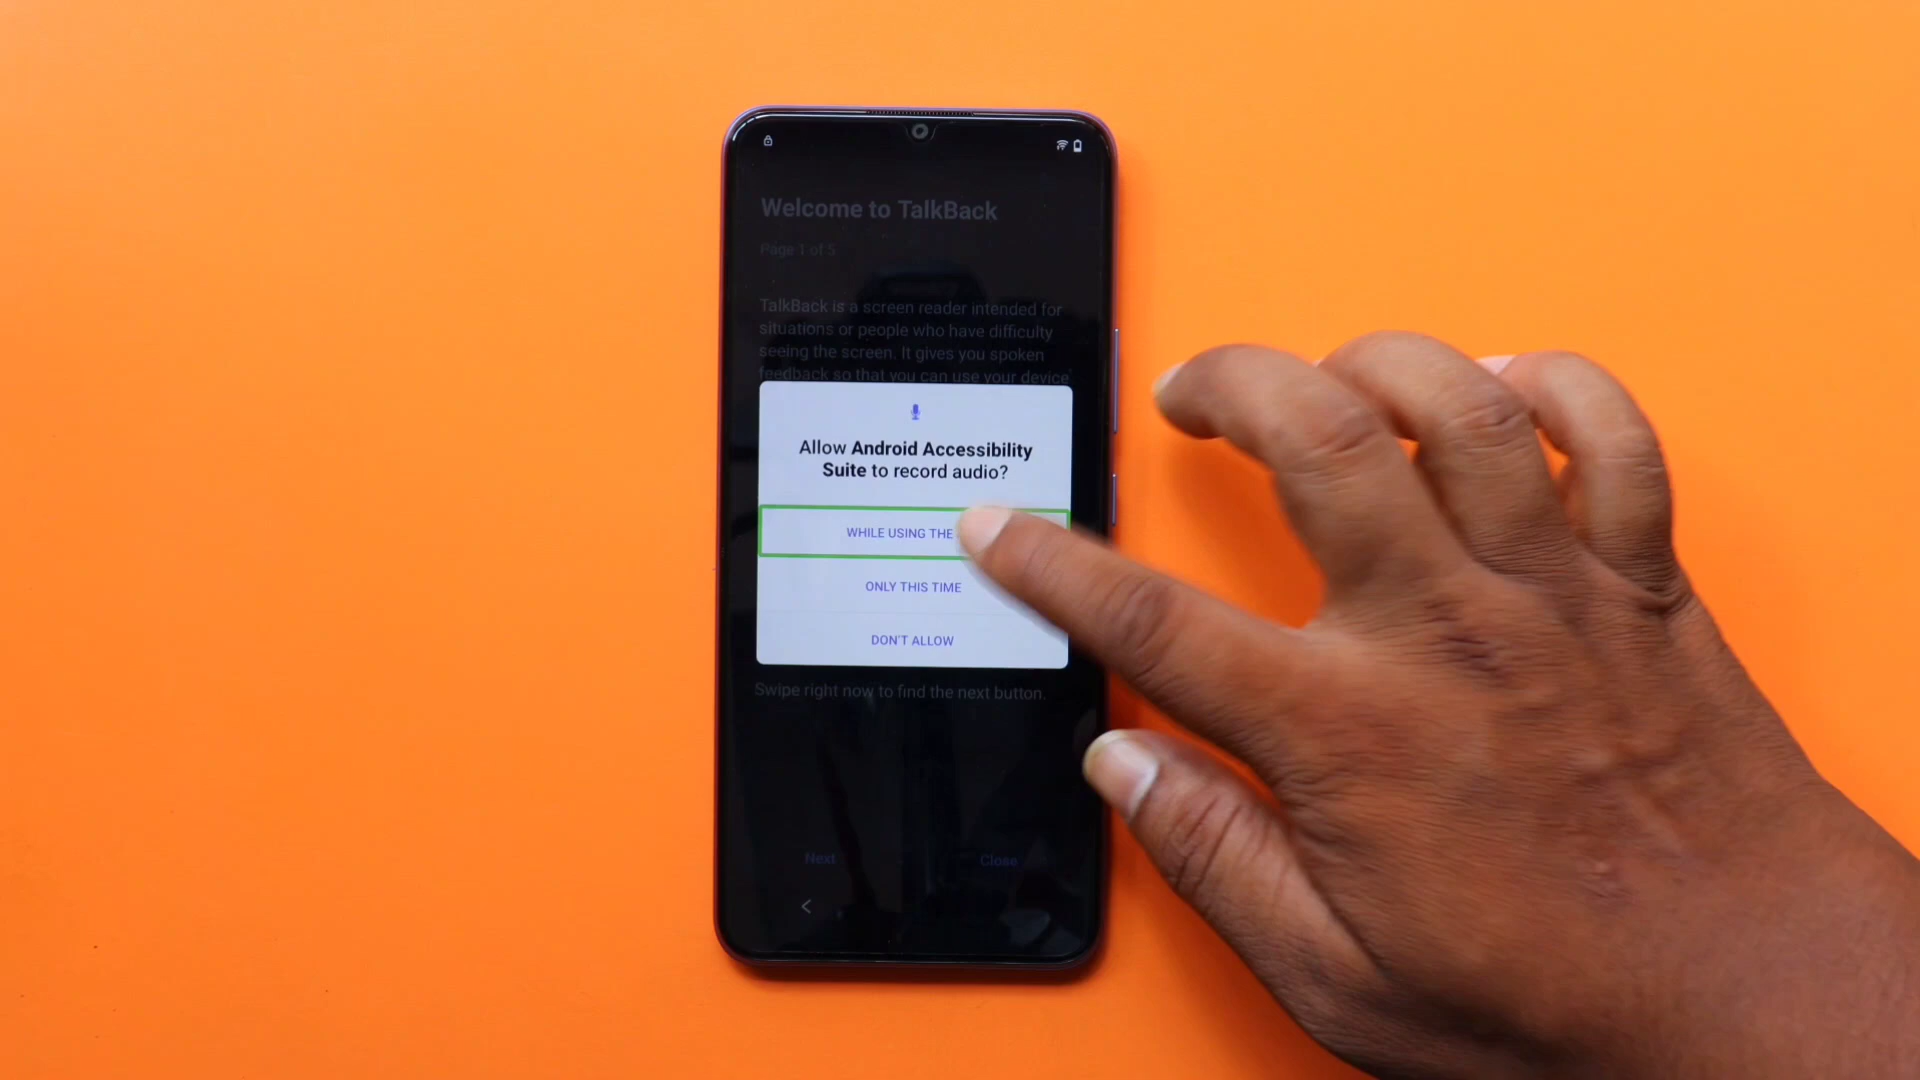 Welcome to TalkBack
Page 1 of 5
TalkBack is a screen reader intended for
situations or people who have difficulty
seeing the screen. It gives you spoken
feedback so that you can use your device
Allow Android Accessibility
Suite to record audio?
WHILE USING THE
ONLY THIS TIME
DON'T ALLOW
Swipe right now to find the next button.
Next
Close